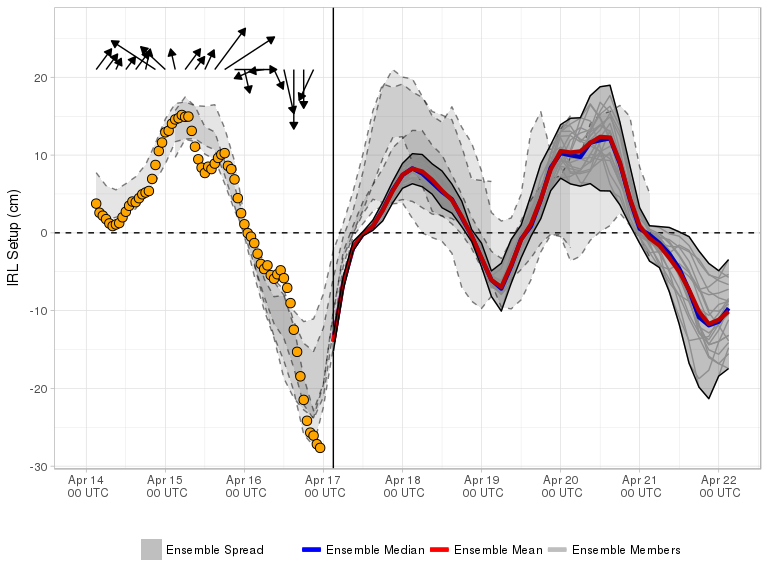 IRL Setup (cm)
20
10
0
-10
-20
-30
Apr 14 Apr 15 Apr 16 Apr 17 Apr 18 Apr 19 Apr 20 Apr 21 Apr 22
00 UTC 00 UTC 00 UTC 00 UTC 00 UTC 00 UTC 00 UTC 00 UTC 00 UTC
Ensemble Spread Ensemble Median Ensemble Mean Ensemble Members